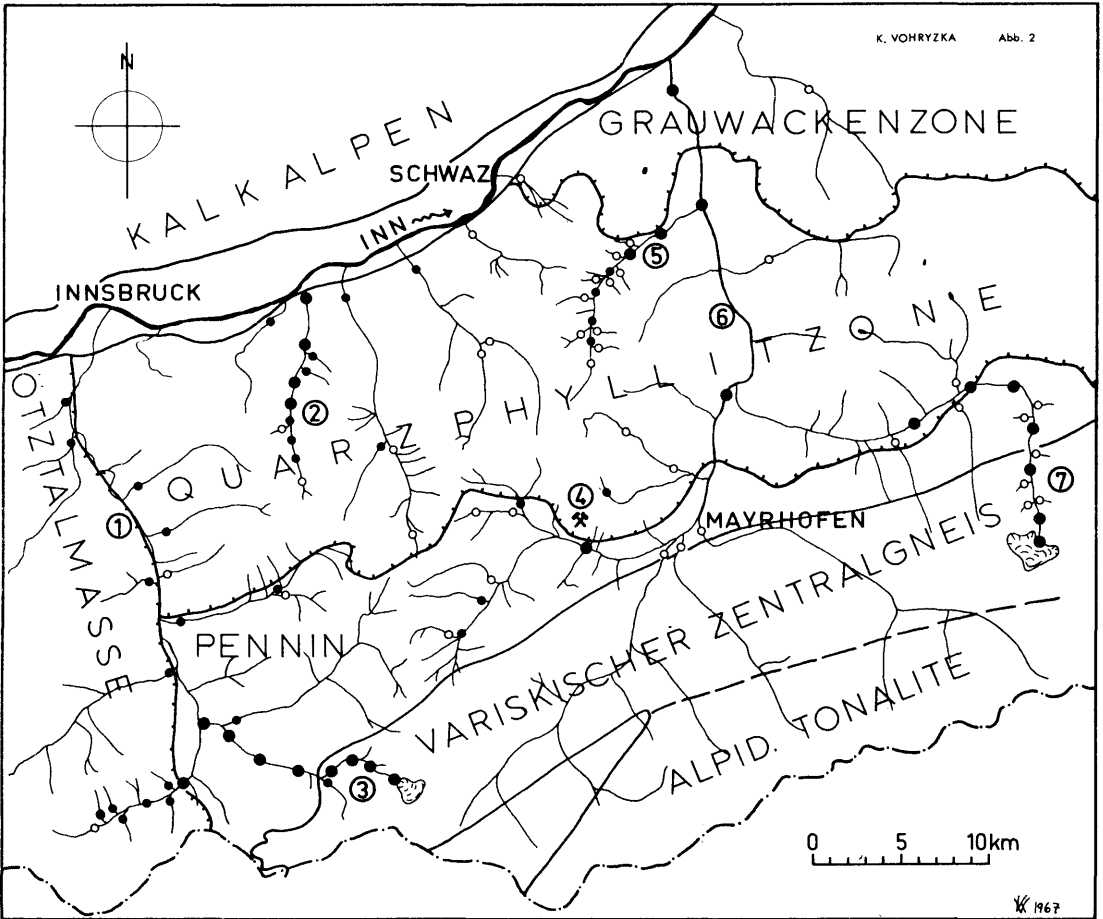 K. VOHRYZKA Abb. 2
N
GRAUWACKENZONE
KALKALPEN
SCHWAZ
INN
INNSBRUCK
5
6
QUARZPHYLLITZONE
ÖTZTALMASSE
2
4
7
1
MAYRHOFEN
PENNIN
VARISKISCHER ZENTRALGNEIS
3
ALPID. TONALITE
0 5 10km
1967